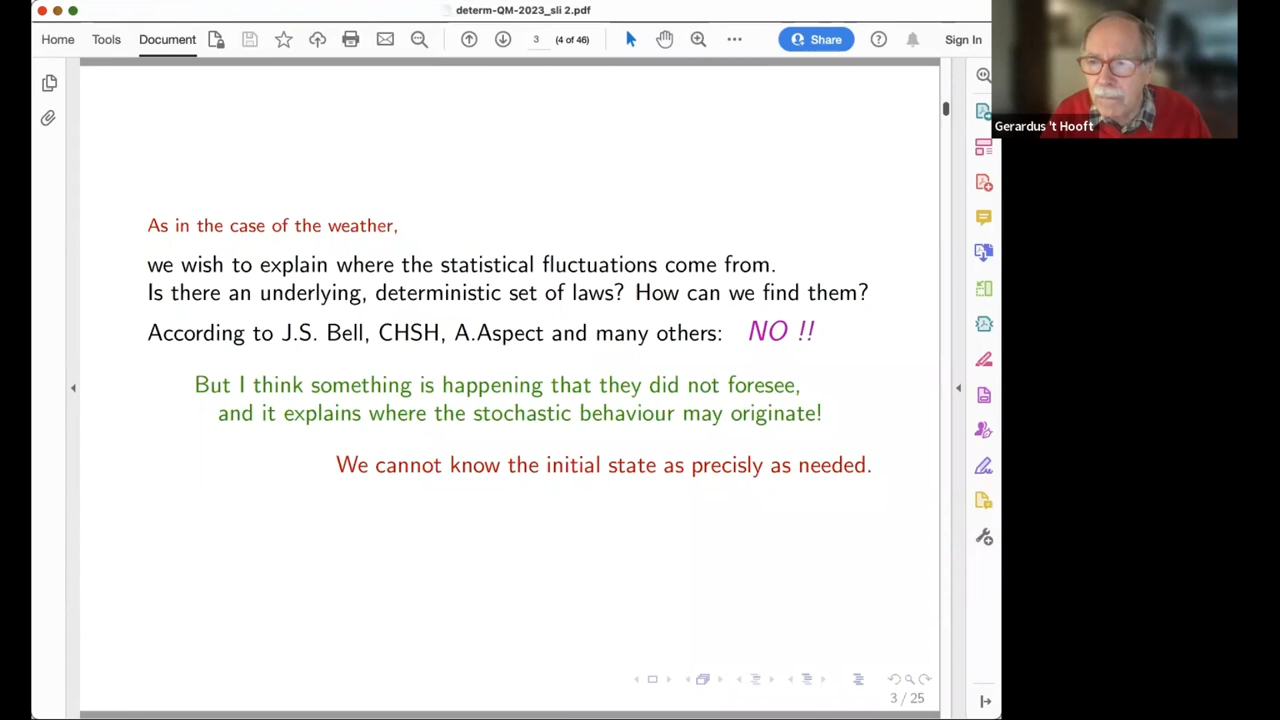 determ-QM-2023_sli 2.pdf
Home Tools Document 3 (4 of 46) Share Sign In
Gerardus 't Hooft
As in the case of the weather,
we wish to explain where the statistical fluctuations come from.
Is there an underlying, deterministic set of laws? How can we find them?
According to J.S. Bell, CHSH, A.Aspect and many others: NO !!
But I think something is happening that they did not foresee,
and it explains where the stochastic behaviour may originate!
We cannot know the initial state as precisly as needed.
3 / 25